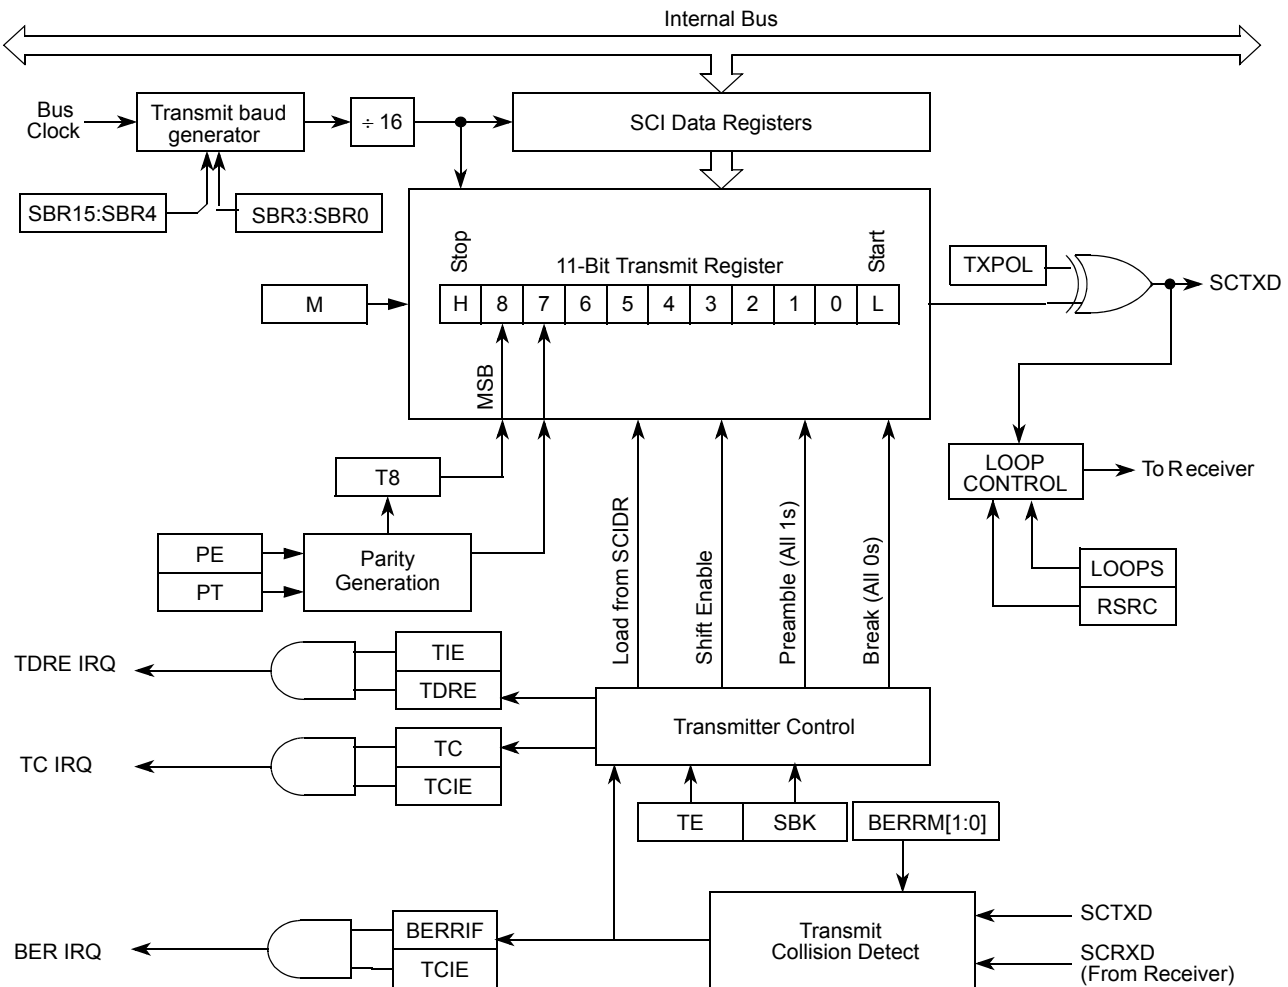 Internal Bus
Bus
Clock
Transmit baud
generator
÷ 16
SCI Data Registers
SBR15:SBR4
SBR3:SBR0
Stop
11-Bit Transmit Register
Start
TXPOL
SCTXD
M
H 8 7 6 5 4 3 2 1 0 L
MSB
T8
LOOP
CONTROL
To Receiver
PE
PT
Parity
Generation
Load from SCIDR
Shift Enable
Preamble (All 1s)
Break (All 0s)
LOOPS
RSRC
TDRE IRQ
TIE
TDRE
Transmitter Control
TC IRQ
TC
TCIE
TE
SBK
BERRM[1:0]
BER IRQ
BERRIF
TCIE
Transmit
Collision Detect
SCTXD
SCRXD
(From Receiver)